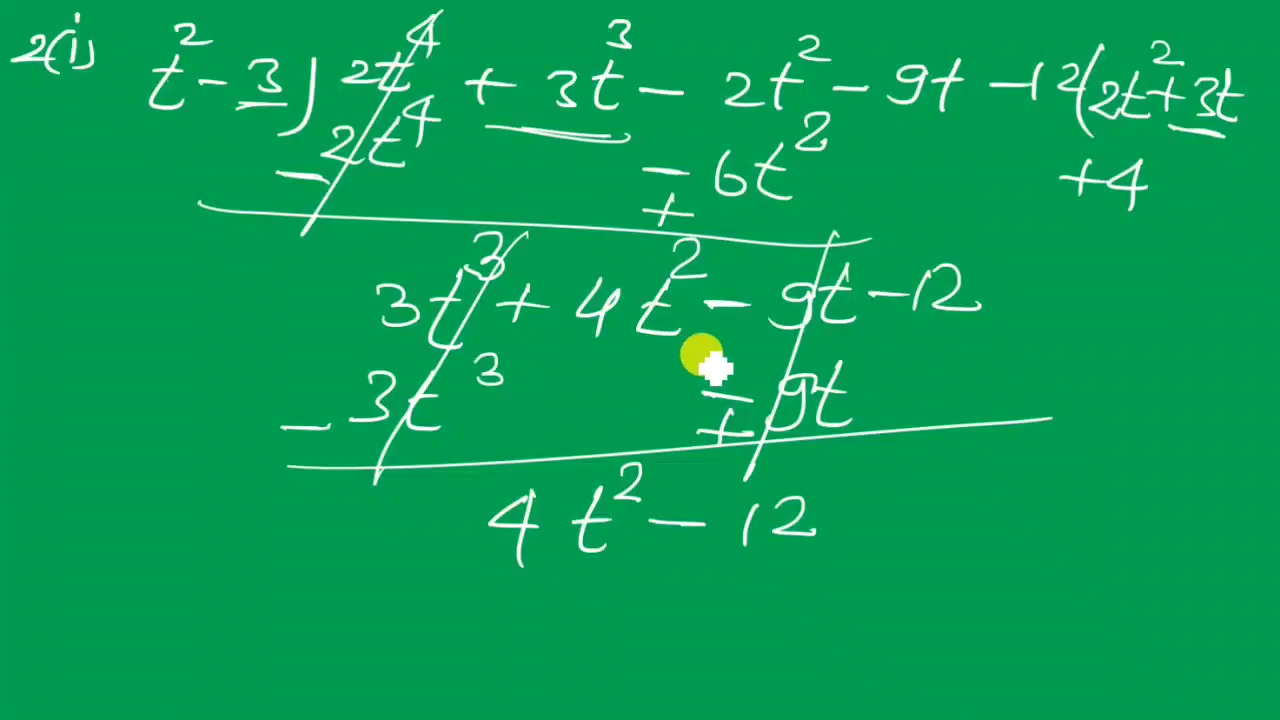 2(i) t² - 3) 2t⁴ + 3t³ - 2t² - 9t - 12(2t² + 3t
- 2t⁴ - 6t² + 4
+
3t³ + 4t² - 9t - 12
- 3t³ - 9t
+
4t² - 12